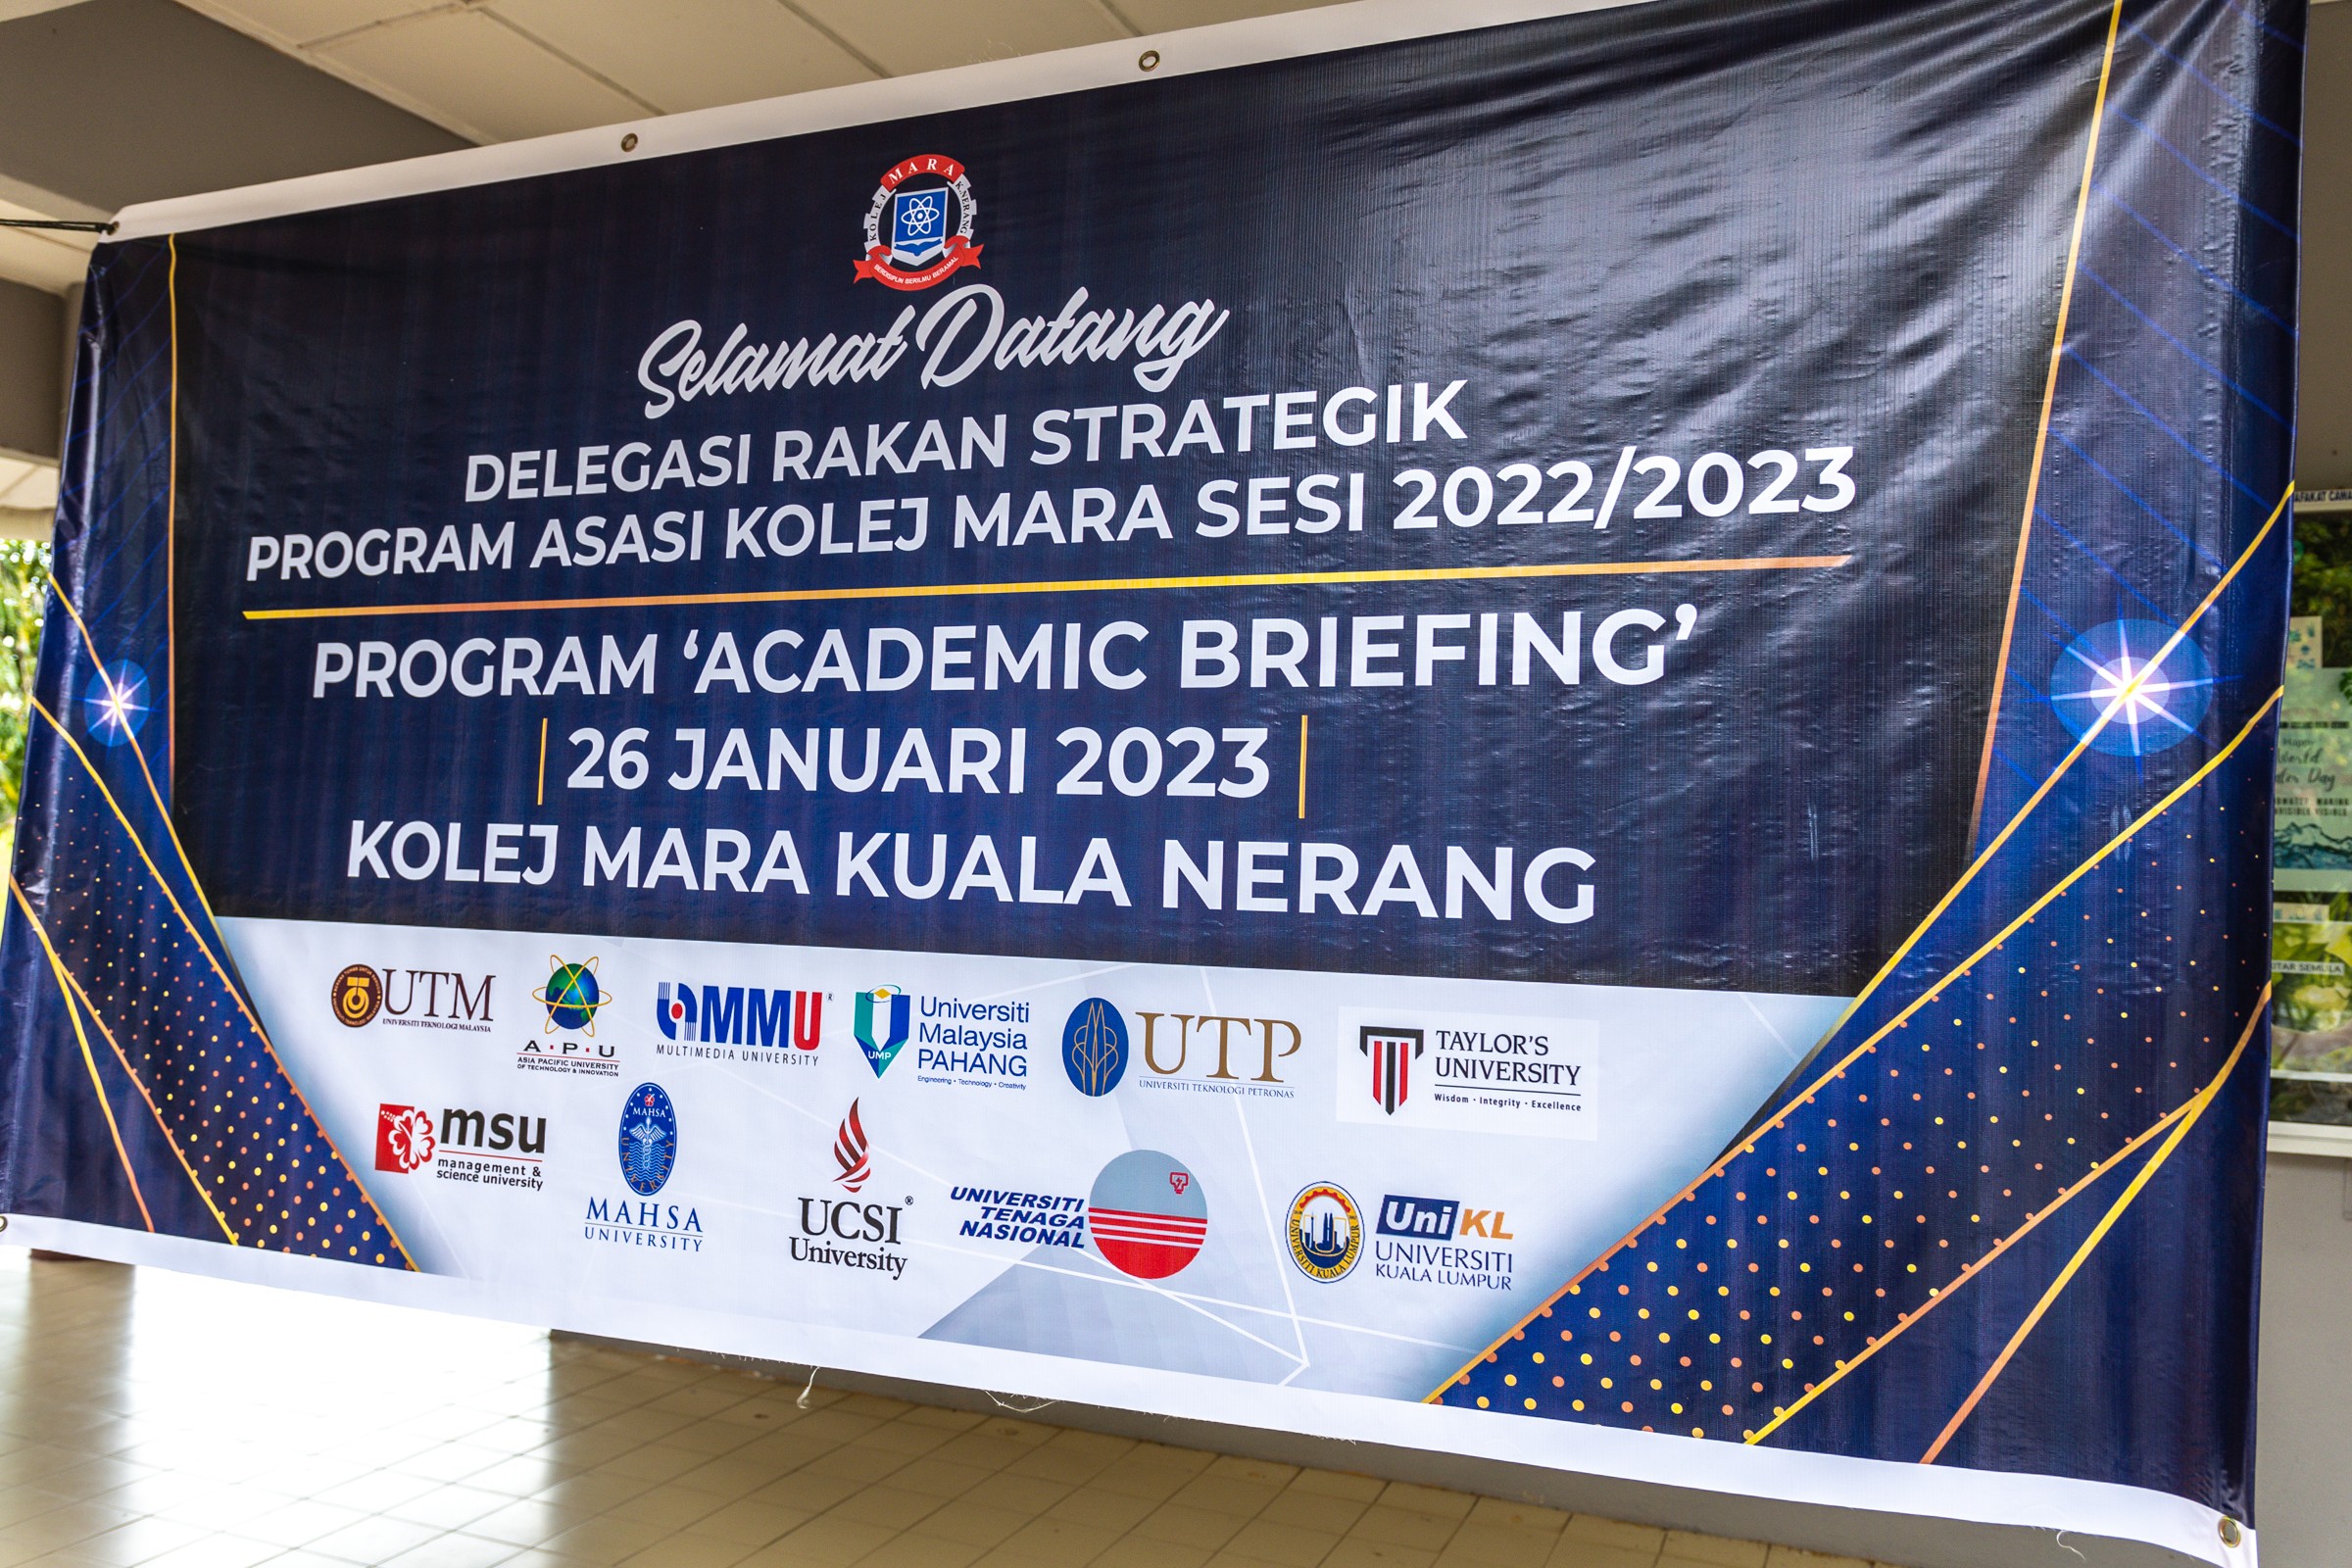 KOLEJ MARA K.NERANG
BERDISIPLIN BERILMU BERAMAL
Selamat Datang
DELEGASI RAKAN STRATEGIK
PROGRAM ASASI KOLEJ MARA SESI 2022/2023
PROGRAM ‘ACADEMIC BRIEFING’
26 JANUARI 2023
KOLEJ MARA KUALA NERANG
UTM
UNIVERSITI TEKNOLOGI MALAYSIA
A·P·U
ASIA PACIFIC UNIVERSITY
OF TECHNOLOGY & INNOVATION
MMU®
MULTIMEDIA UNIVERSITY
UMP
Universiti
Malaysia
PAHANG
Engineering • Technology • Creativity
UTP
UNIVERSITI TEKNOLOGI PETRONAS
TAYLOR'S
UNIVERSITY
Wisdom • Integrity • Excellence
msu
management &
science university
MAHSA
UNIVERSITY
MAHSA
UNIVERSITY
UCSI®
University
UNIVERSITI
TENAGA
NASIONAL
UNIVERSITI KUALA LUMPUR
UniKL
UNIVERSITI
KUALA LUMPUR